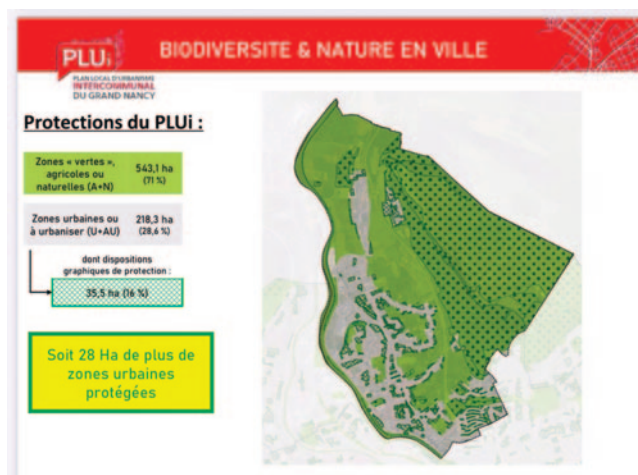 PLUi
PLAN LOCAL D'URBANISME
INTERCOMMUNAL
DU GRAND NANCY
BIODIVERSITE & NATURE EN VILLE
Protections du PLUi :
Zones « vertes »,
agricoles ou
naturelles (A+N)
543,1 ha
(71 %)
Zones urbaines ou
à urbaniser (U+AU)
218,3 ha
(28,6 %)
dont dispositions
graphiques de protection :
35,5 ha (16 %)
Soit 28 Ha de plus de
zones urbaines
protégées